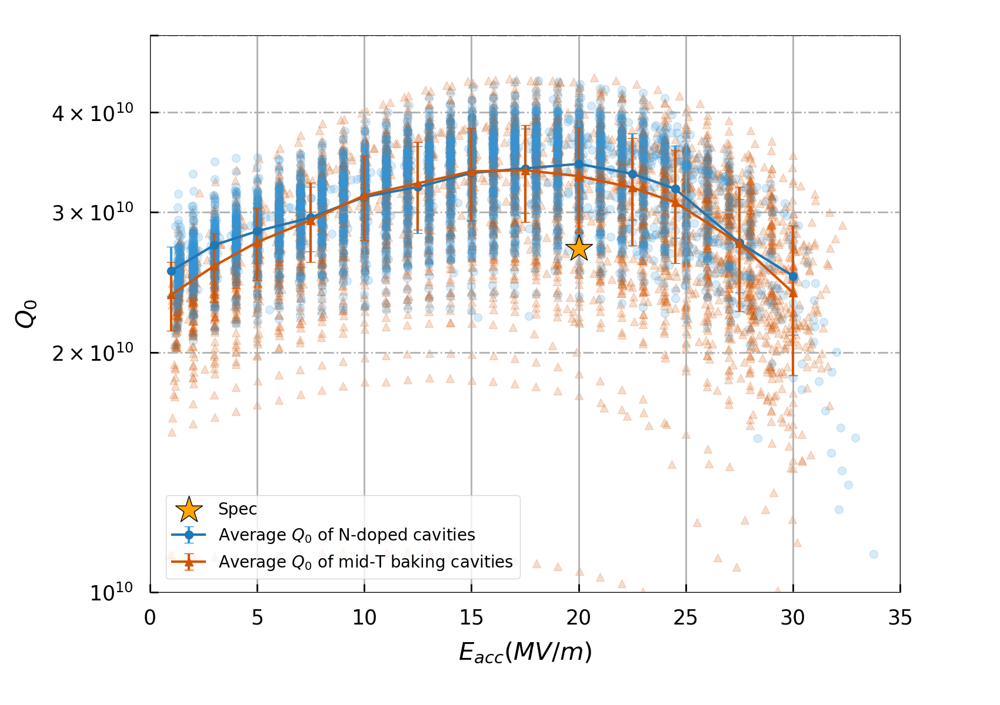 4 × 10^10
3 × 10^10
2 × 10^10
10^10
Q_0
0 5 10 15 20 25 30 35
E_acc(MV/m)
Spec
Average Q_0 of N-doped cavities
Average Q_0 of mid-T baking cavities